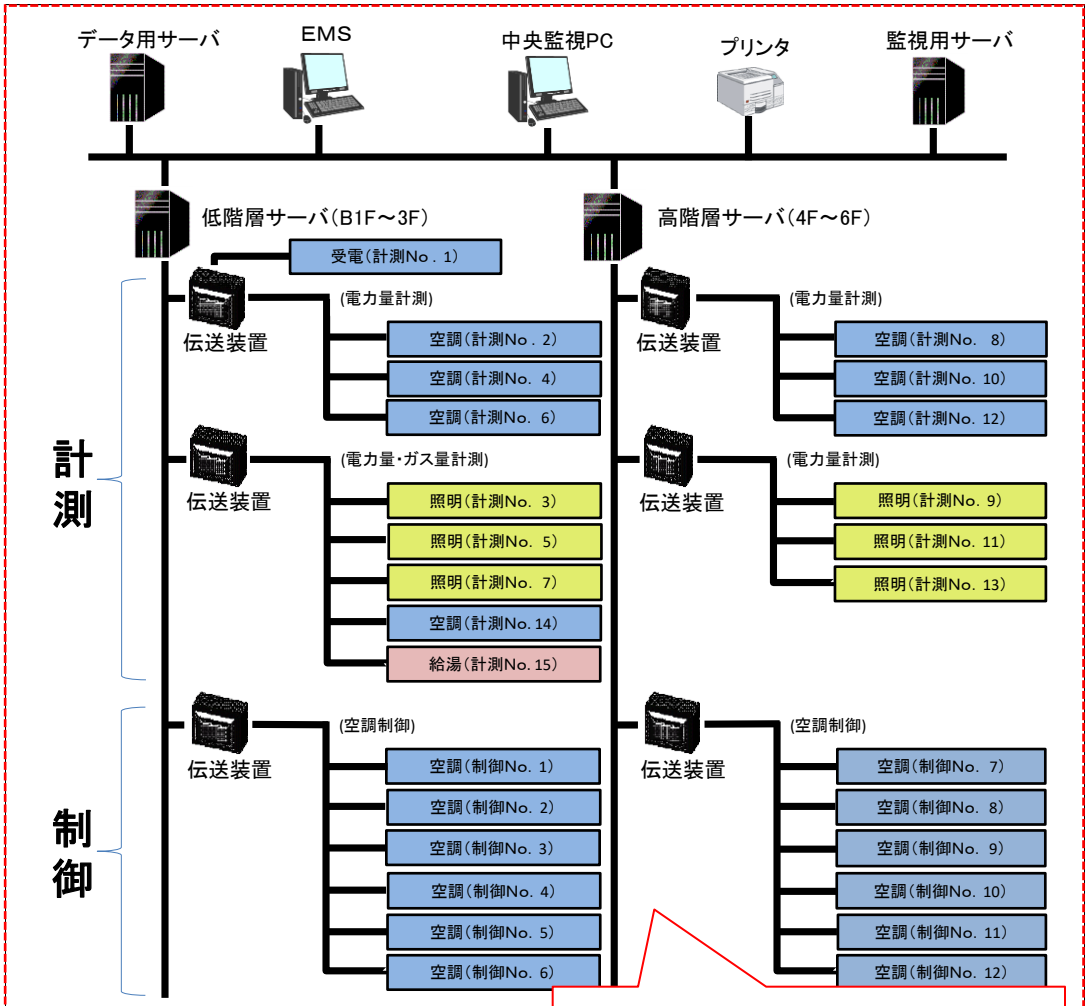 データ用サーバ
EMS
中央監視PC
プリンタ
監視用サーバ
低階層サーバ(B1F～3F)
高階層サーバ(4F～6F)
計測
受電(計測No. 1)
伝送装置
(電力量計測)
空調(計測No. 2)
空調(計測No. 4)
空調(計測No. 6)
伝送装置
(電力量・ガス量計測)
照明(計測No. 3)
照明(計測No. 5)
照明(計測No. 7)
空調(計測No. 14)
給湯(計測No. 15)
伝送装置
(電力量計測)
空調(計測No. 8)
空調(計測No. 10)
空調(計測No. 12)
伝送装置
(電力量計測)
照明(計測No. 9)
照明(計測No. 11)
照明(計測No. 13)
制御
伝送装置
(空調制御)
空調(制御No. 1)
空調(制御No. 2)
空調(制御No. 3)
空調(制御No. 4)
空調(制御No. 5)
空調(制御No. 6)
伝送装置
(空調制御)
空調(制御No. 7)
空調(制御No. 8)
空調(制御No. 9)
空調(制御No. 10)
空調(制御No. 11)
空調(制御No. 12)